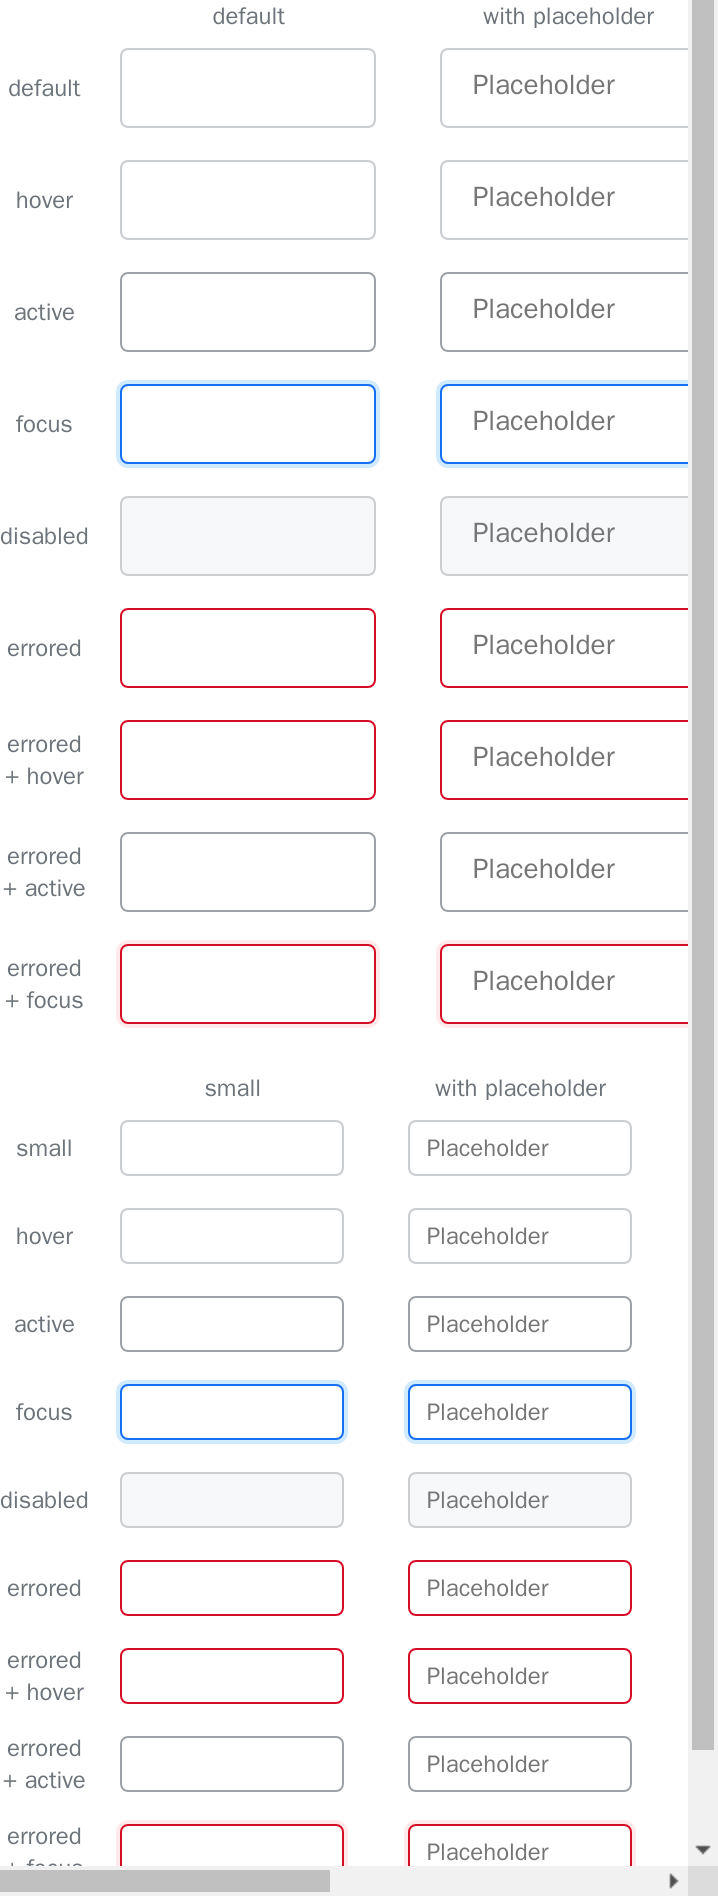 default with placeholder
default Placeholder
hover Placeholder
active Placeholder
focus Placeholder
disabled Placeholder
errored Placeholder
errored
+ hover Placeholder
errored
+ active Placeholder
errored
+ focus Placeholder
small with placeholder
small Placeholder
hover Placeholder
active Placeholder
focus Placeholder
disabled Placeholder
errored Placeholder
errored
+ hover Placeholder
errored
+ active Placeholder
errored Placeholder
+ focus